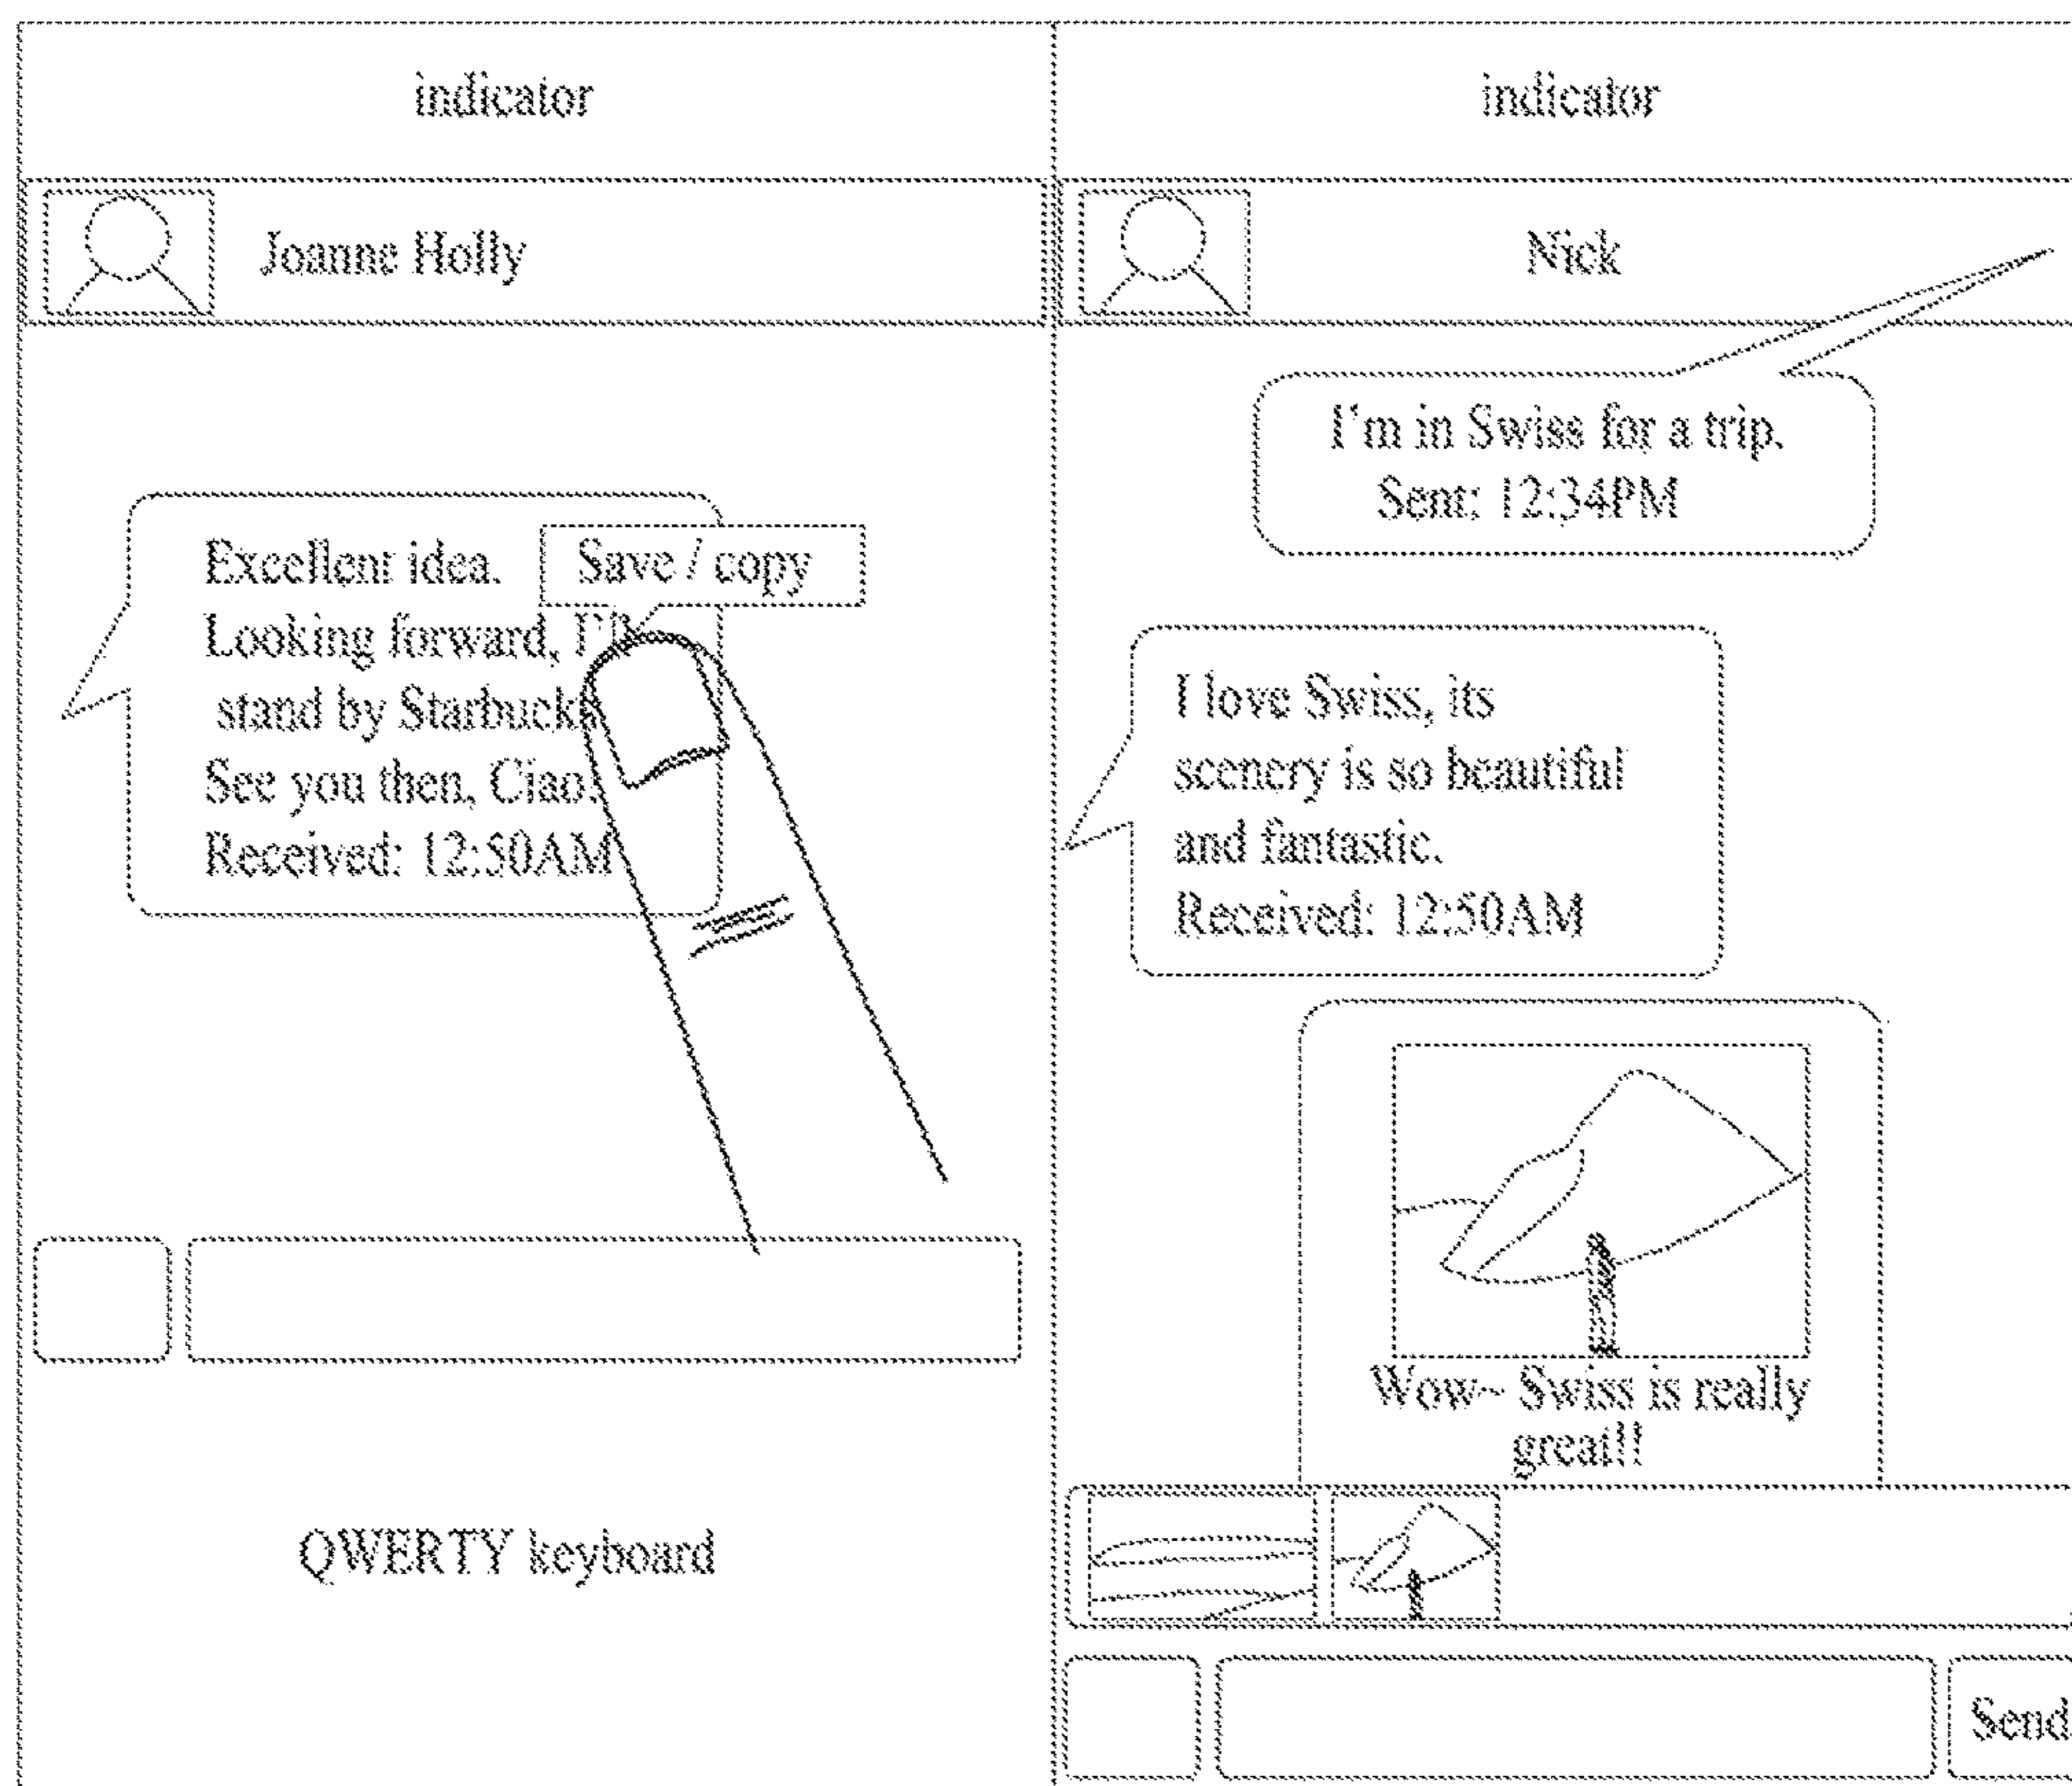 indicator
Joanne Holly
Excellent idea.
Save / copy
Looking forward,
stand by Starbucks
See you then, Ciao!
Received: 12:50AM
QWERTY keyboard
indicator
Nick
I'm in Swiss for a trip.
Sent: 12:34PM
I love Swiss, its
scenery is so beautiful
and fantastic.
Received: 12:50AM
Wow~ Swiss is really
great!!
Send